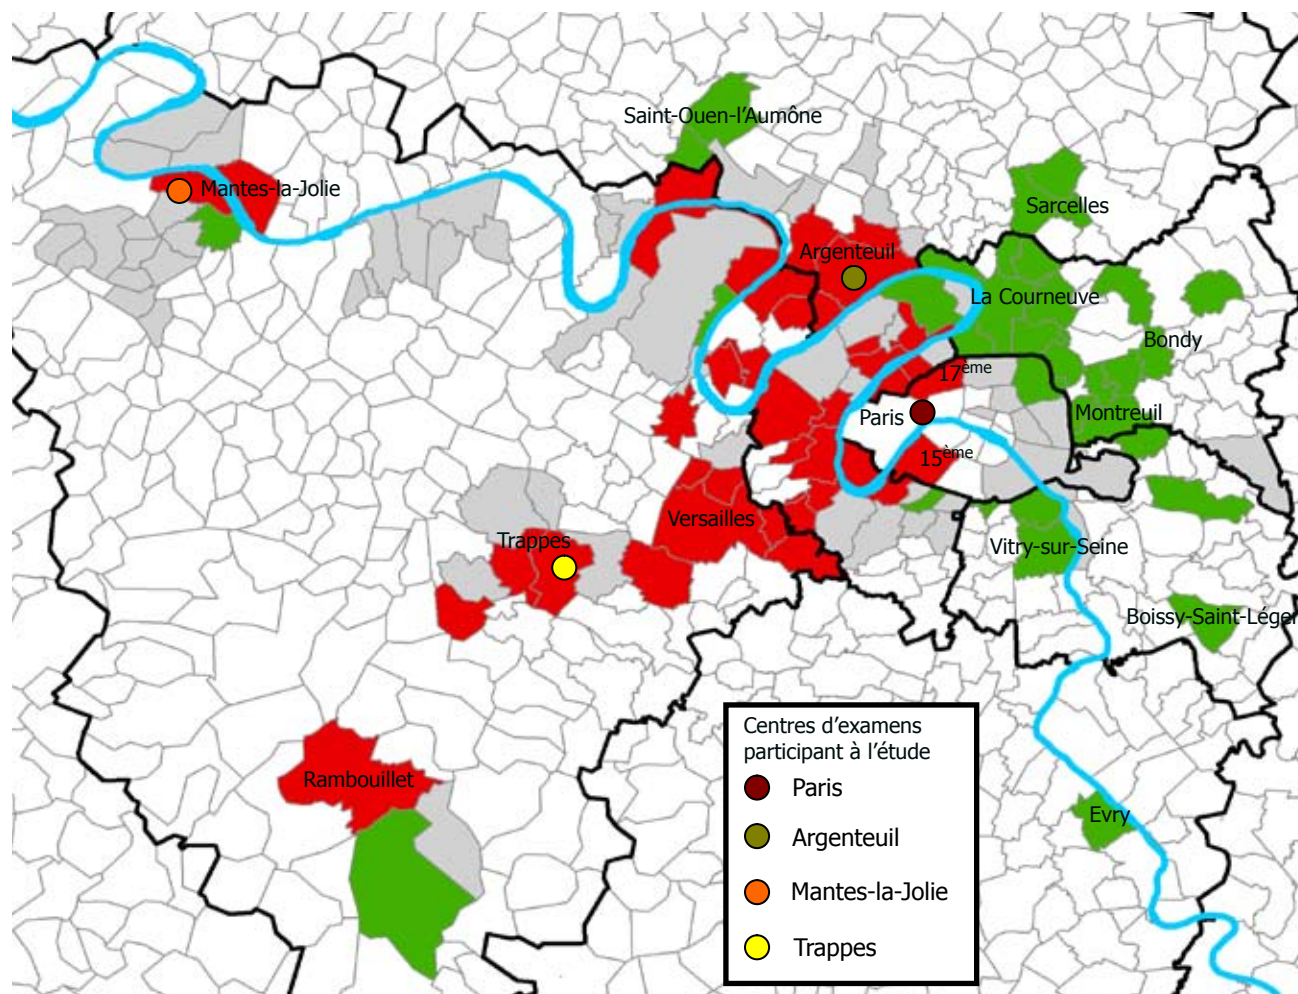 Saint-Ouen-l'Aumône
Mantes-la-Jolie
Sarcelles
Argenteuil
La Courneuve
Bondy
17ème
Paris
Montreuil
15ème
Versailles
Trappes
Vitry-sur-Seine
Boissy-Saint-Léger
Rambouillet
Evry
Centres d'examens
participant à l'étude
Paris
Argenteuil
Mantes-la-Jolie
Trappes